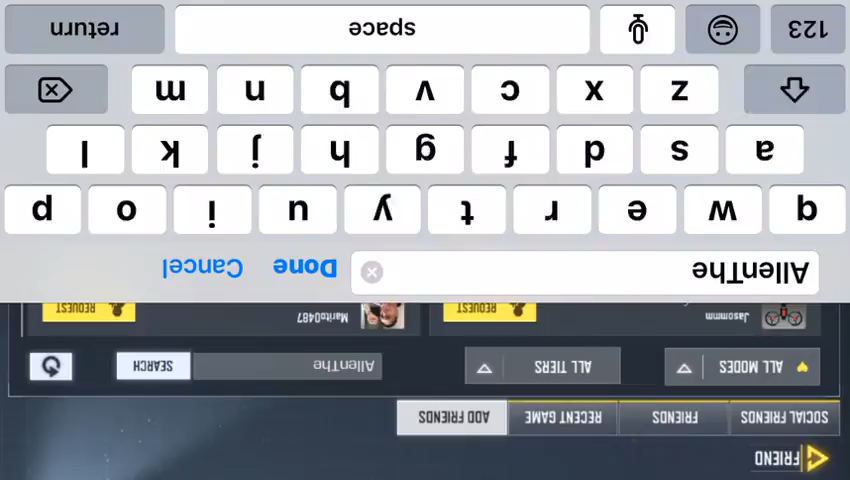 FRIEND
SOCIAL FRIENDS FRIENDS RECENT GAME ADD FRIENDS
ALL MODES ALL TIERS AllenThe SEARCH
Jasommm REQUEST Marito0487 REQUEST
AllenThe Done Cancel
q w e r t y u i o p
a s d f g h j k l
z x c v b n m
123 space return